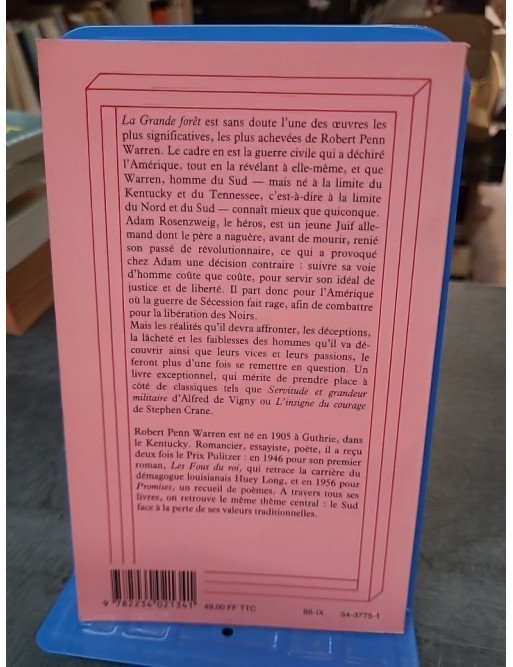 La Grande forêt est sans doute l'une des œuvres les
plus significatives, les plus achevées de Robert Penn
Warren. Le cadre en est la guerre civile qui a déchiré
l'Amérique, tout en la révélant à elle-même, et que
Warren, homme du Sud — mais né à la limite du
Kentucky et du Tennessee, c'est-à-dire à la limite
du Nord et du Sud — connaît mieux que quiconque.
Adam Rosenzweig, le héros, est un jeune Juif alle-
mand dont le père a naguère, avant de mourir, renié
son passé de révolutionnaire, ce qui a provoqué
chez Adam une décision contraire : suivre sa voie
d'homme coûte que coûte, pour servir son idéal de
justice et de liberté. Il part donc pour l'Amérique
où la guerre de Sécession fait rage, afin de combattre
pour la libération des Noirs.
Mais les réalités qu'il devra affronter, les déceptions,
la lâcheté et les faiblesses des hommes qu'il va dé-
couvrir ainsi que leurs vices et leurs passions, le
feront plus d'une fois se remettre en question. Un
livre exceptionnel, qui mérite de prendre place à
côté de classiques tels que Servitude et grandeur
militaire d'Alfred de Vigny ou L'insigne du courage
de Stephen Crane.
Robert Penn Warren est né en 1905 à Guthrie, dans
le Kentucky. Romancier, essayiste, poète, il a reçu
deux fois le Prix Pulitzer : en 1946 pour son premier
roman, Les Fous du roi, qui retrace la carrière du
démagogue louisianais Huey Long, et en 1956 pour
Promises, un recueil de poèmes. A travers tous ses
livres, on retrouve le même thème central : le Sud
face à la perte de ses valeurs traditionnelles.
9 782234 021341 49,00 FF TTC 88-IX 54-3775-1